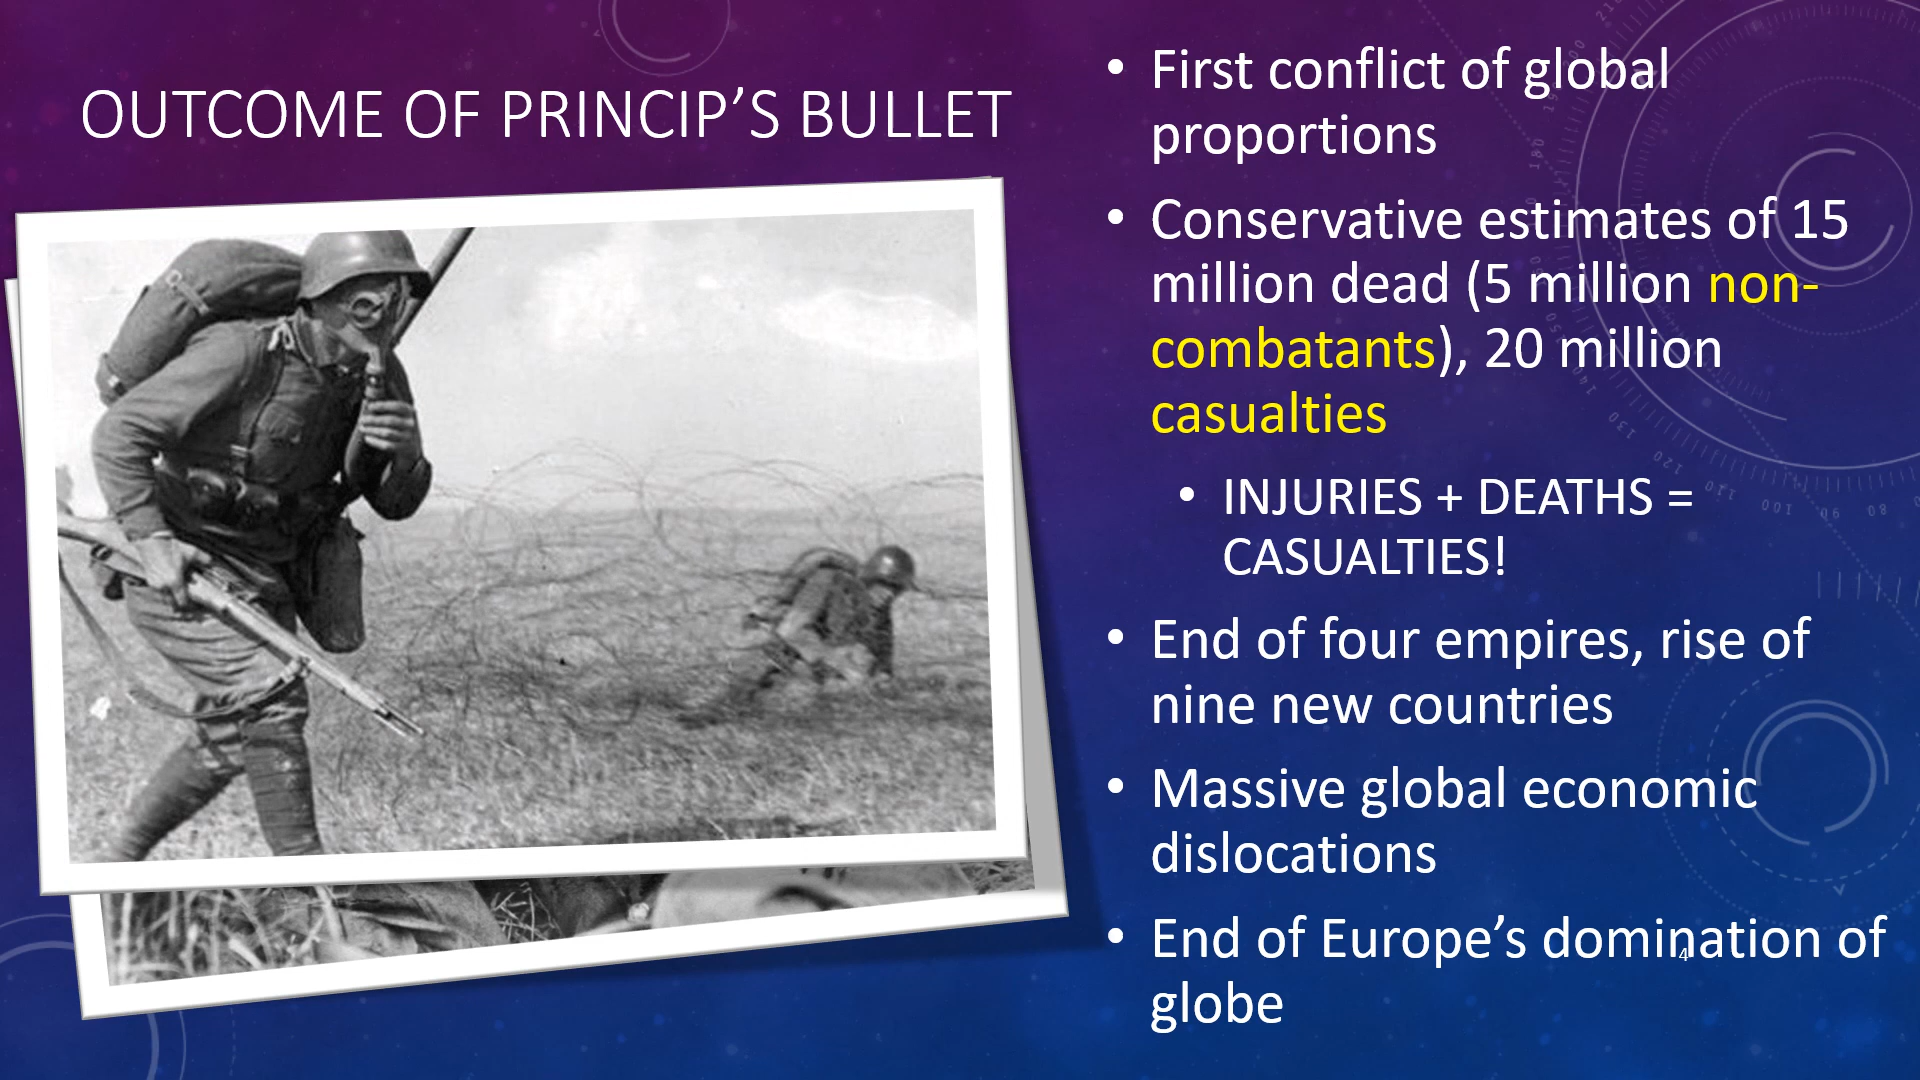 OUTCOME OF PRINCIP’S BULLET
• First conflict of global
proportions
• Conservative estimates of 15
million dead (5 million non-
combatants), 20 million
casualties
• INJURIES + DEATHS =
CASUALTIES!
• End of four empires, rise of
nine new countries
• Massive global economic
dislocations
• End of Europe’s domination of
globe
4